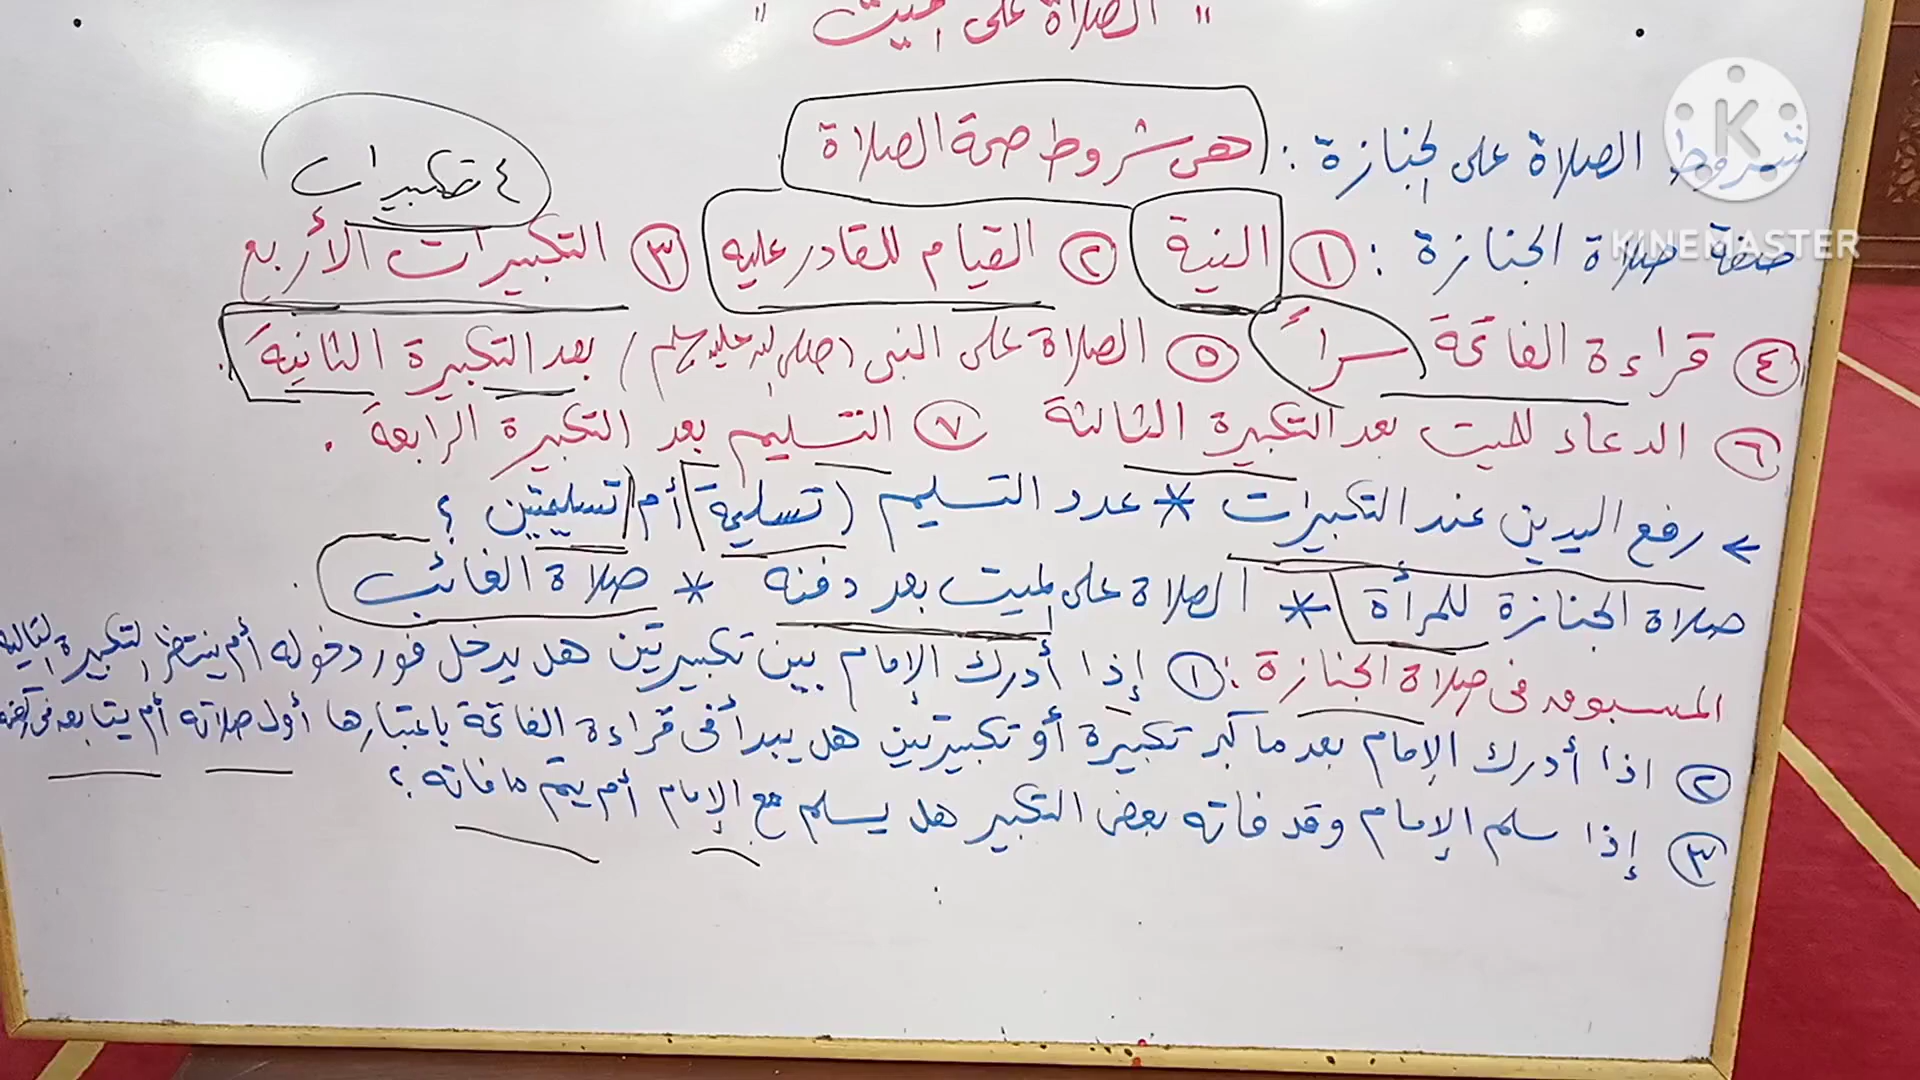 " الصلاة على الميت "
شروط الصلاة على الجنازة : هى شروط صحة الصلاة
٤ تكبيرات
صفة صلاة الجنازة : ① النية ② القيام للقادر عليه ③ التكبيرات الأربع
④ قراءة الفاتحة سراً ⑤ الصلاة على النبى (صلى الله عليه وسلم) بعد التكبيرة الثانية
⑥ الدعاء للميت بعد التكبيرة الثالثة ⑦ التسليم بعد التكبيرة الرابعة .
← رفع اليدين عند التكبيرات * عدد التسليم (تسليمة) أم (تسليمتين) ؟
صلاة الجنازة للمرأة * الصلاة على الميت بعد دفنه * صلاة الغائب .
المسبوق فى صلاة الجنازة : ① إذا أدرك الإمام بين تكبيرتين هل يدخل فور دخوله أم ينتظر التكبيرة التالية
② اذا أدرك الإمام بعد ما كبر تكبيرة أو تكبيرتين هل يبدأ فى قراءة الفاتحة باعتبارها أول صلاته أم يتابعه فى
③ إذا سلم الإمام وقد فاته بعض التكبير هل يسلم مع الإمام أم يتم ما فاته ؟
K
KINEMASTER